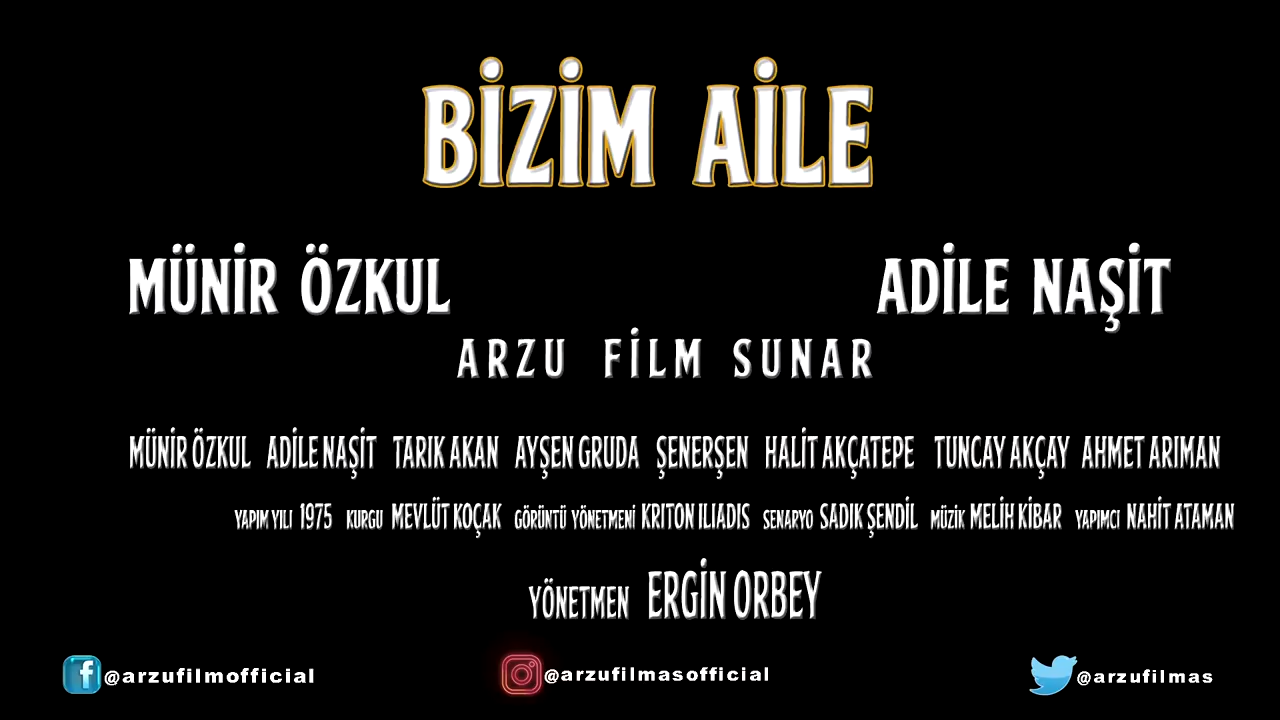 BİZİM AİLE
MÜNİR ÖZKUL ADİLE NAŞİT
ARZU FİLM SUNAR
MÜNİR ÖZKUL ADİLE NAŞİT TARIK AKAN AYŞEN GRUDA ŞENER ŞEN HALİT AKÇATEPE TUNCAY AKÇAY AHMET ARIMAN
YAPIM YILI 1975 KURGU MEVLÜT KOÇAK GÖRÜNTÜ YÖNETMENİ KRITON ILIADIS SENARYO SADIK ŞENDİL MÜZİK MELİH KİBAR YAPIMCI NAHİT ATAMAN
YÖNETMEN ERGİN ORBEY
@arzufilmofficial @arzufilmasofficial @arzufilmas